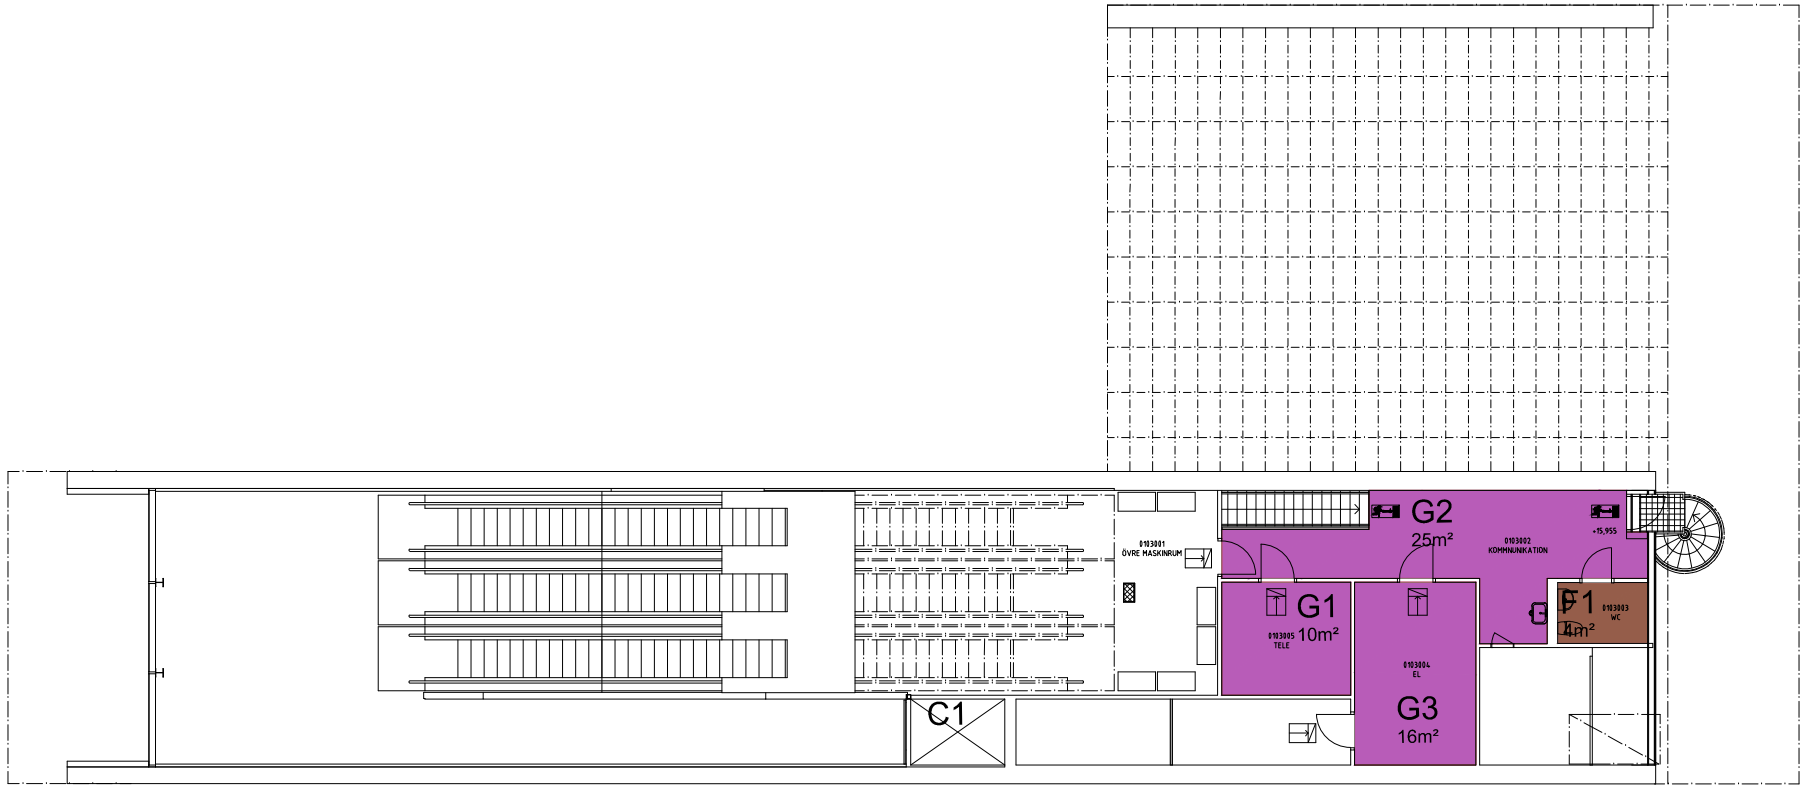 G2
25m²
0103002
KOMMNUNIKATION
+15,955
0103001
ÖVRE MASKINRUM
G1
10m²
0103005
TELE
F1
4m²
0103003
WC
0103004
EL
G3
16m²
C1